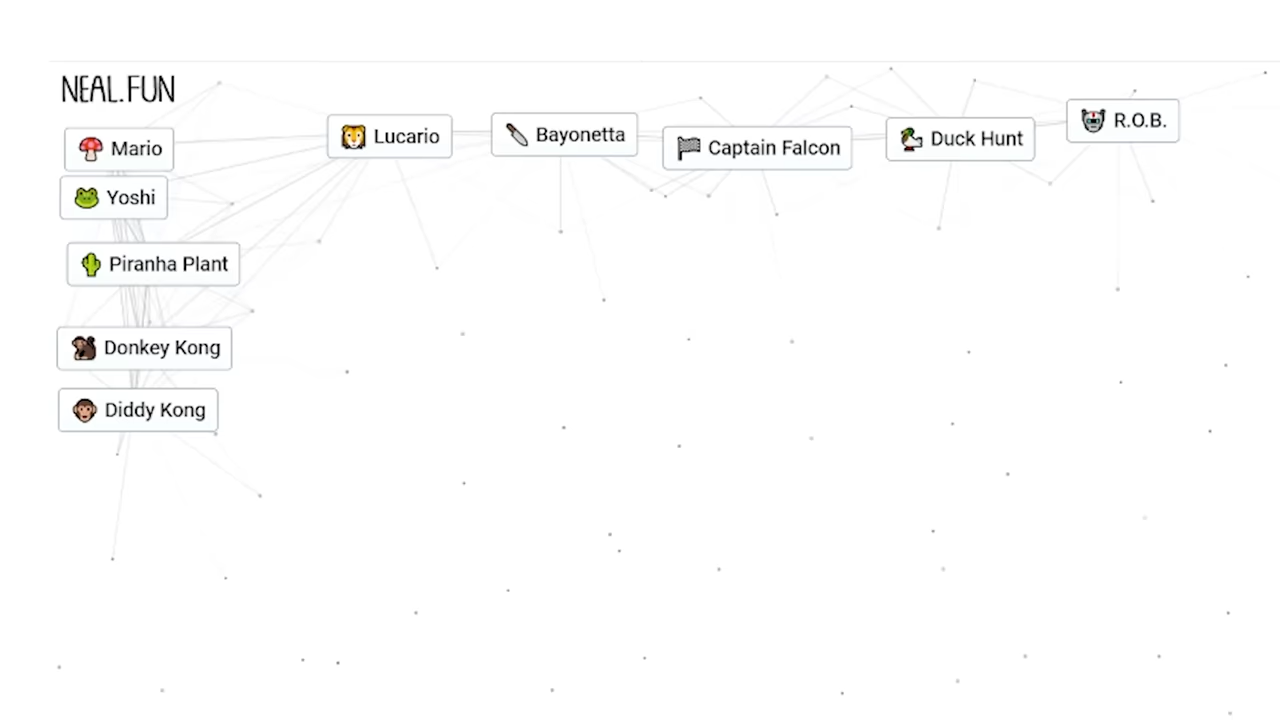 NEAL.FUN
Mario
Lucario
Bayonetta
Captain Falcon
Duck Hunt
R.O.B.
Yoshi
Piranha Plant
Donkey Kong
Diddy Kong